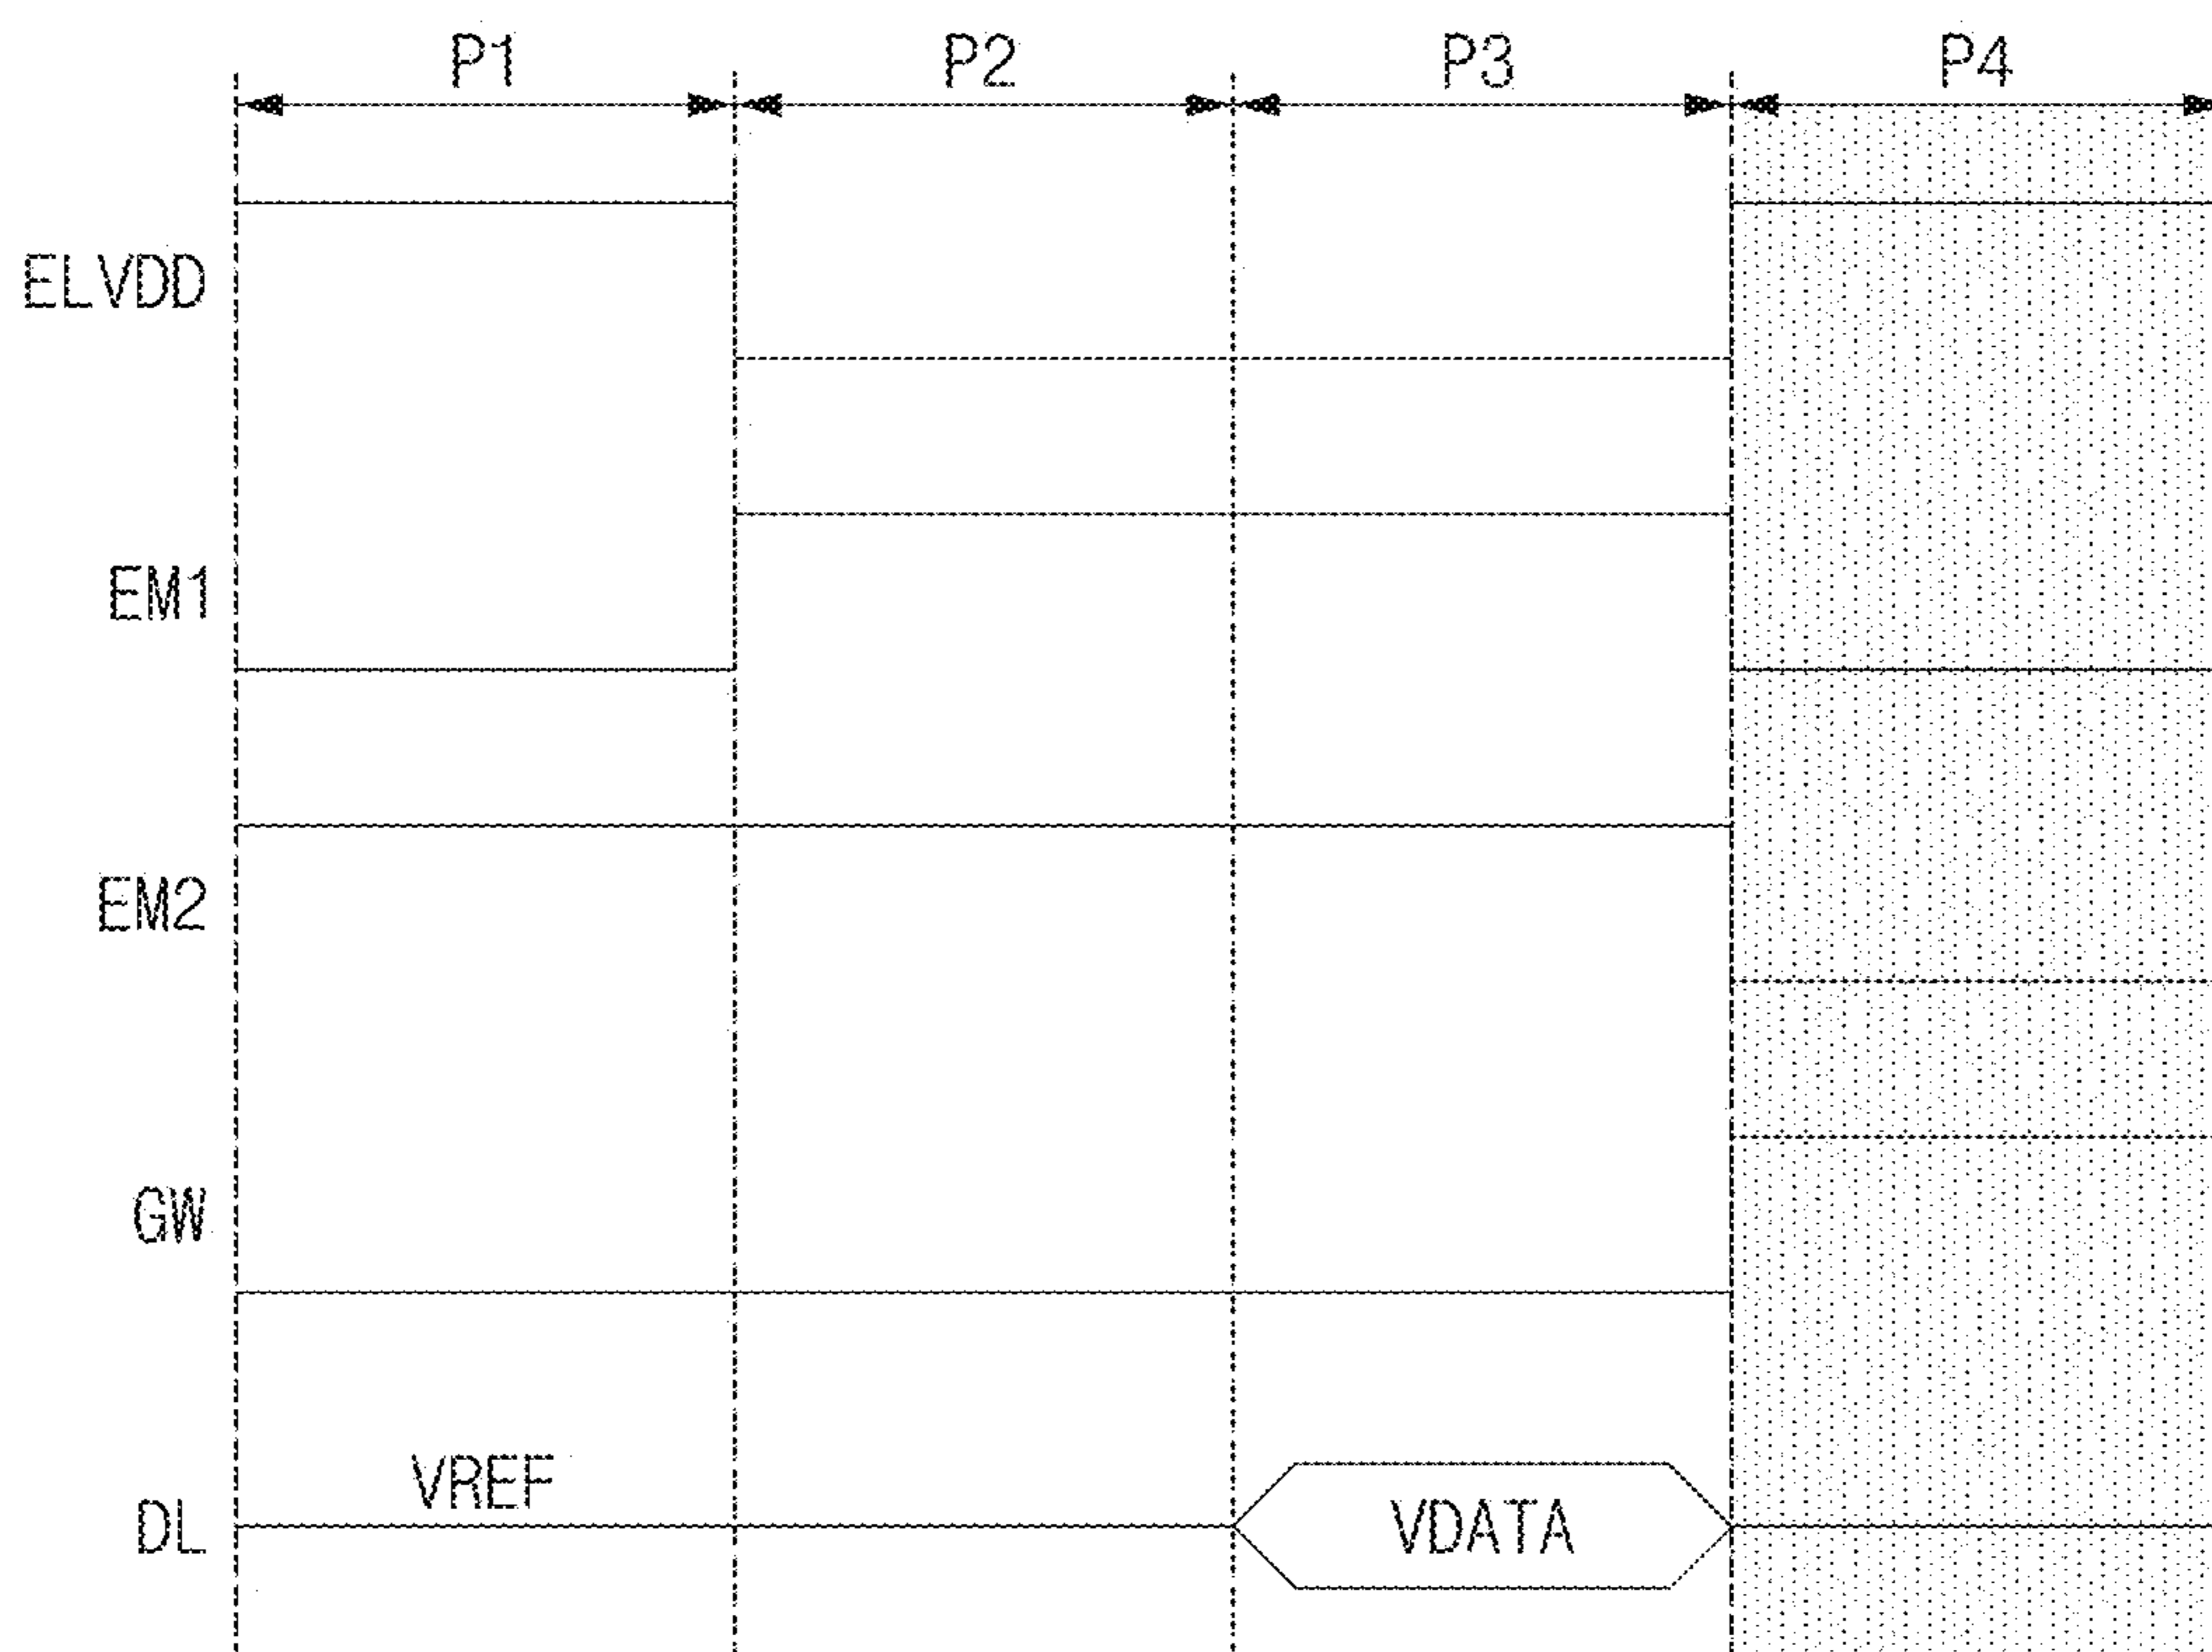 P1 P2 P3 P4
ELVDD
EM1
EM2
GW
VREF
DL
VDATA